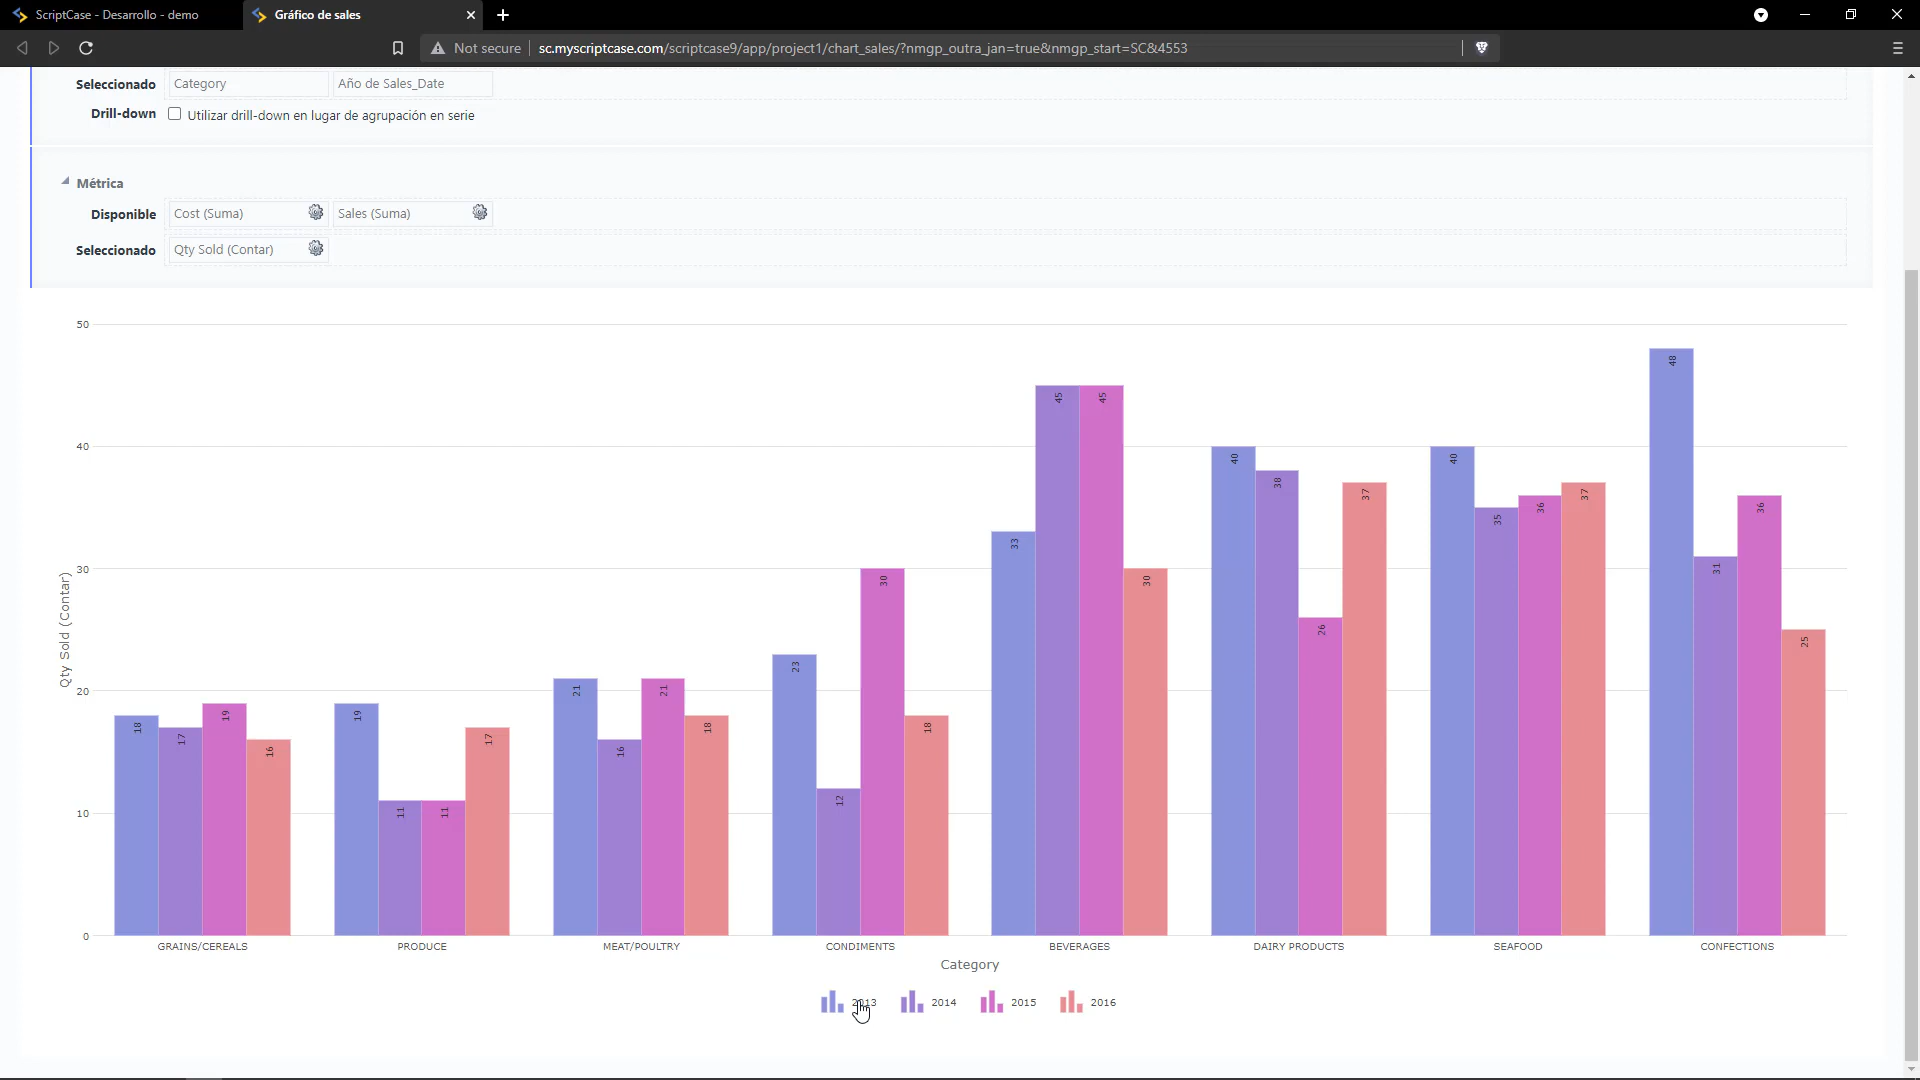 ScriptCase - Desarrollo - demo
Gráfico de sales
Not secure
sc.myscriptcase.com/scriptcase9/app/project1/chart_sales/?nmgp_outra_jan=true&nmgp_start=SC&4553
Seleccionado Category Año de Sales_Date
Drill-down Utilizar drill-down en lugar de agrupación en serie
Métrica
Disponible Cost (Suma) Sales (Suma)
Seleccionado Qty Sold (Contar)
50
40
30
20
10
0
Qty Sold (Contar)
18 17 19 16
19 11 11 17
21 16 21 18
23 12 30 18
33 45 45 30
40 38 26 37
40 35 36 37
48 31 36 25
GRAINS/CEREALS PRODUCE MEAT/POULTRY CONDIMENTS BEVERAGES DAIRY PRODUCTS SEAFOOD CONFECTIONS
Category
2013 2014 2015 2016